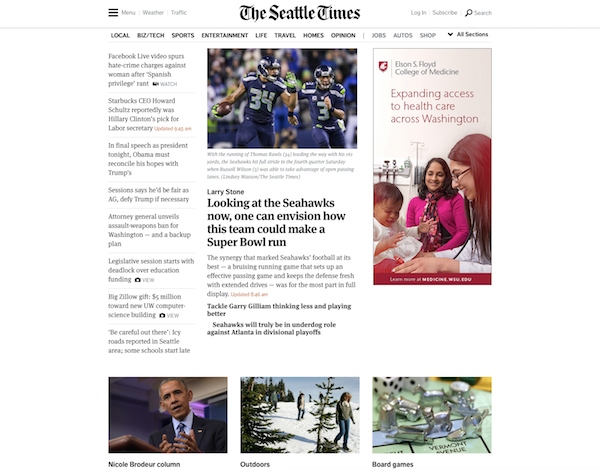 Menu Weather Traffic
The Seattle Times
Log In Subscribe Search
LOCAL BIZ/TECH SPORTS ENTERTAINMENT LIFE TRAVEL HOMES OPINION | JOBS AUTOS SHOP All Sections
Facebook Live video spurs
hate-crime charges against
woman after ‘Spanish
privilege’ rant WATCH
Starbucks CEO Howard
Schultz reportedly was
Hillary Clinton’s pick for
Labor secretary Updated 9:45 am
In final speech as president
tonight, Obama must
reconcile his hopes with
Trump’s
Sessions says he’d be fair as
AG, defy Trump if necessary
Attorney general unveils
assault-weapons ban for
Washington — and a backup
plan
Legislative session starts with
deadlock over education
funding VIEW
Big Zillow gift: $5 million
toward new UW computer-
science building VIEW
‘Be careful out there’: Icy
roads reported in Seattle
area; some schools start late
34
3
With the running of Thomas Rawls (34) leading the way with his 161
yards, the Seahawks hit full stride in the fourth quarter Saturday
when Russell Wilson (3) was able to take advantage of open passing
lanes. (Lindsey Wasson/The Seattle Times)
Larry Stone
Looking at the Seahawks
now, one can envision how
this team could make a
Super Bowl run
The synergy that marked Seahawks’ football at its
best — a bruising running game that sets up an
effective passing game and keeps the defense fresh
with extended drives — was for the most part in full
display. Updated 8:46 am
Tackle Garry Gilliam thinking less and playing
better
Seahawks will truly be in underdog role
against Atlanta in divisional playoffs
Elson S. Floyd
College of Medicine
Expanding access
to health care
across Washington
Learn more at MEDICINE.WSU.EDU
VERMONT
AVENUE
Nicole Brodeur column
Outdoors
Board games